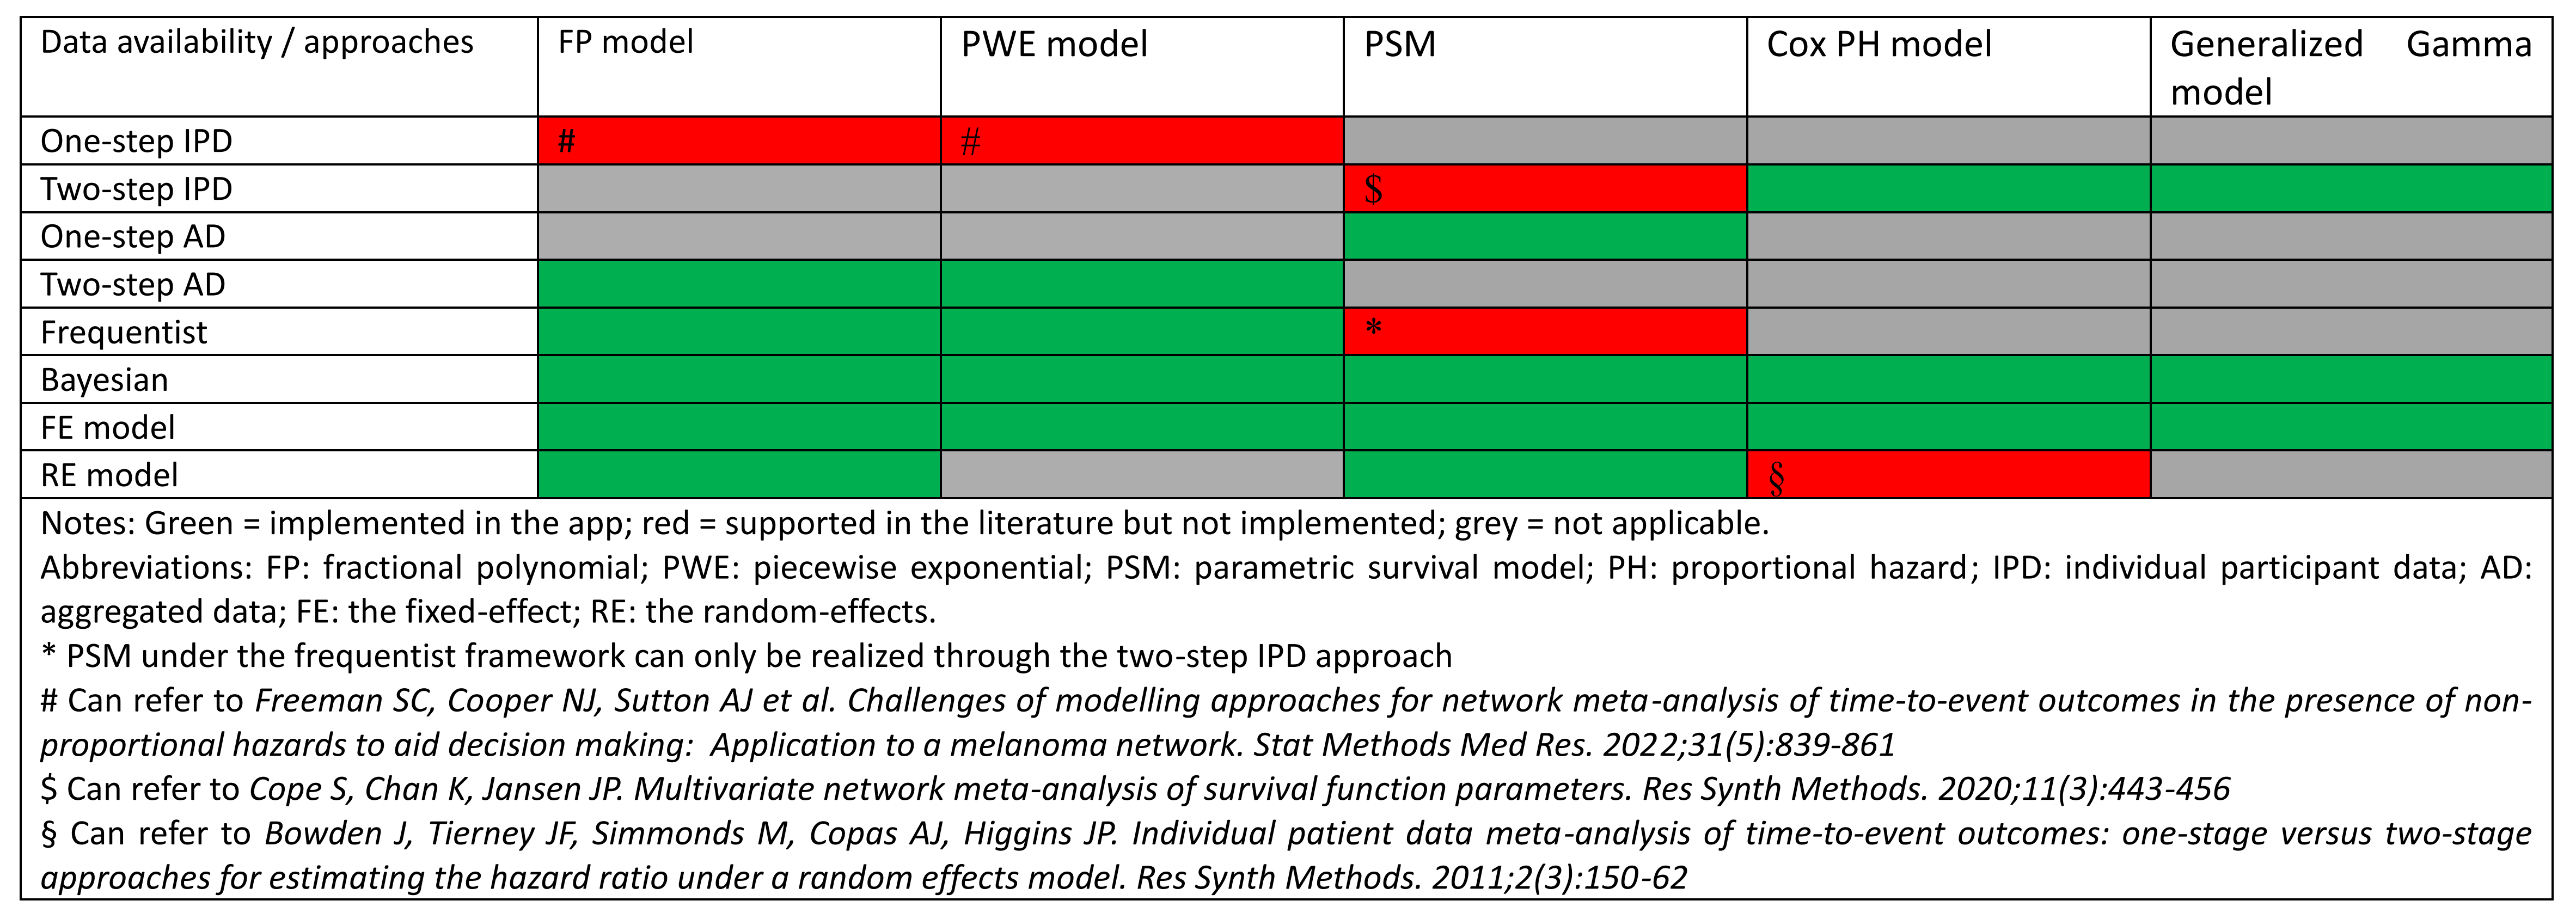 Data availability / approaches FP model PWE model PSM Cox PH model Generalized Gamma
model
One-step IPD # #
Two-step IPD $
One-step AD
Two-step AD
Frequentist *
Bayesian
FE model
RE model §
Notes: Green = implemented in the app; red = supported in the literature but not implemented; grey = not applicable.
Abbreviations: FP: fractional polynomial; PWE: piecewise exponential; PSM: parametric survival model; PH: proportional hazard; IPD: individual participant data; AD:
aggregated data; FE: the fixed-effect; RE: the random-effects.
* PSM under the frequentist framework can only be realized through the two-step IPD approach
# Can refer to Freeman SC, Cooper NJ, Sutton AJ et al. Challenges of modelling approaches for network meta-analysis of time-to-event outcomes in the presence of non-
proportional hazards to aid decision making: Application to a melanoma network. Stat Methods Med Res. 2022;31(5):839-861
$ Can refer to Cope S, Chan K, Jansen JP. Multivariate network meta-analysis of survival function parameters. Res Synth Methods. 2020;11(3):443-456
§ Can refer to Bowden J, Tierney JF, Simmonds M, Copas AJ, Higgins JP. Individual patient data meta-analysis of time-to-event outcomes: one-stage versus two-stage
approaches for estimating the hazard ratio under a random effects model. Res Synth Methods. 2011;2(3):150-62